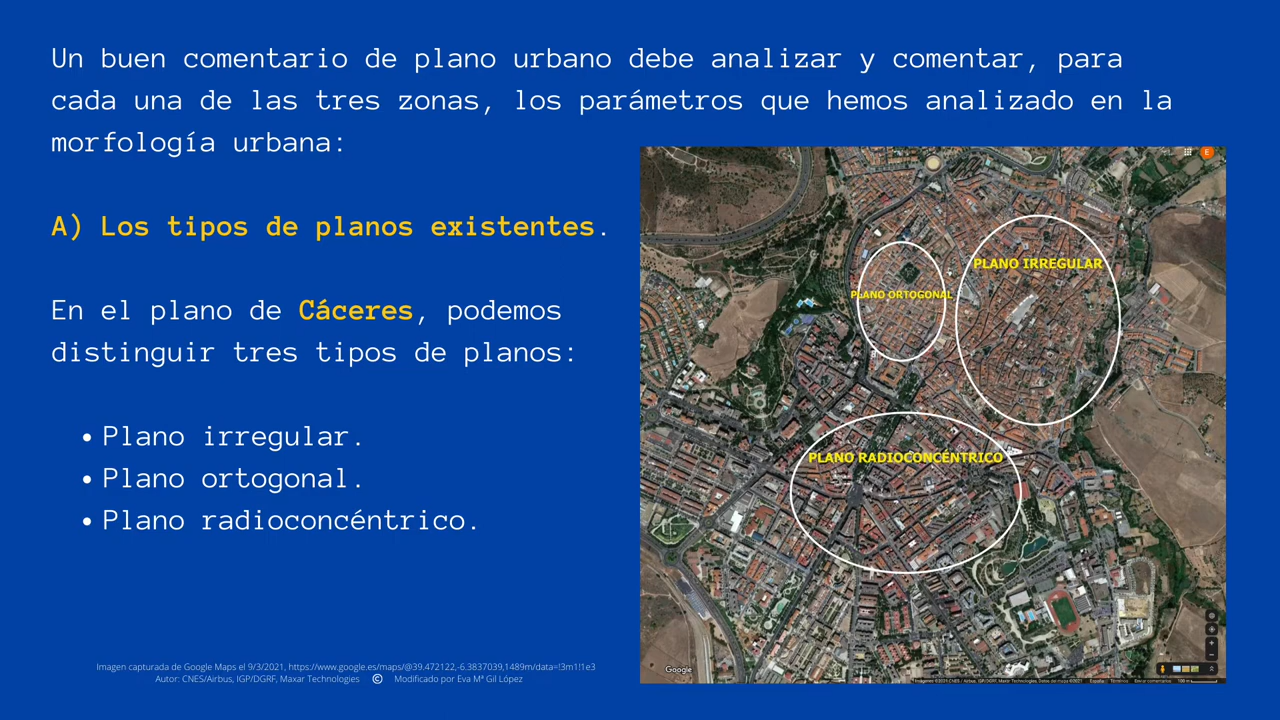 Un buen comentario de plano urbano debe analizar y comentar, para
cada una de las tres zonas, los parámetros que hemos analizado en la
morfología urbana:
A) Los tipos de planos existentes.
En el plano de Cáceres, podemos
distinguir tres tipos de planos:
• Plano irregular.
• Plano ortogonal.
• Plano radioconcéntrico.
E
PLANO IRREGULAR
PLANO ORTOGONAL
PLANO RADIOCONCÉNTRICO
Google
Imagen capturada de Google Maps el 9/3/2021, https://www.google.es/maps/@39.472122,-6.3837039,1489m/data=!3m1!1e3
Autor: CNES/Airbus, IGP/DGRF, Maxar Technologies © Modificado por Eva Mª Gil López